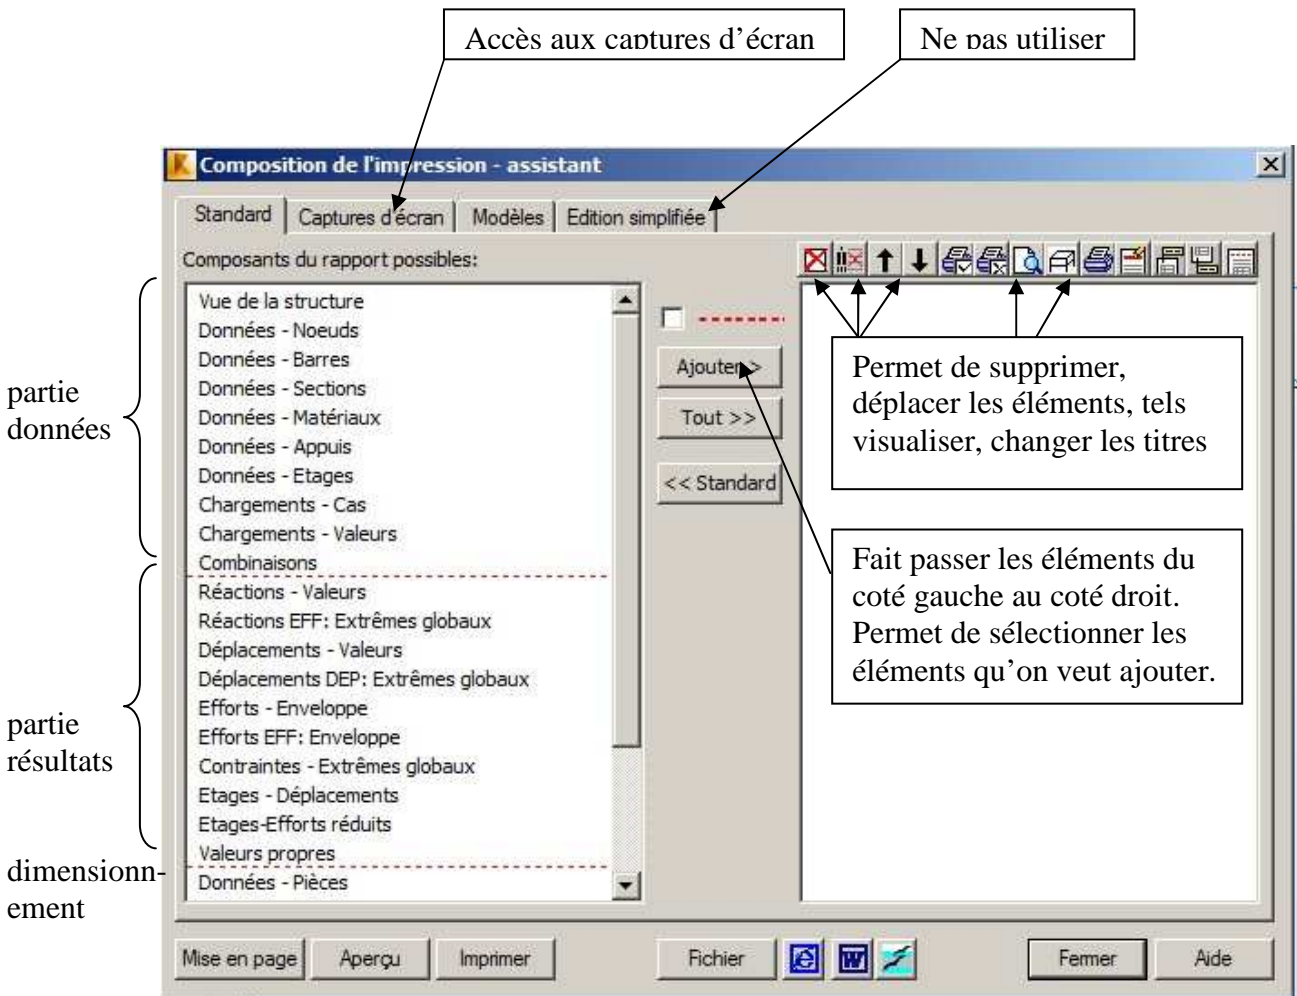 Accès aux captures d’écran
Ne pas utiliser
Composition de l'impression - assistant
Standard
Captures d'écran
Modèles
Edition simplifiée
Composants du rapport possibles:
partie
données
partie
résultats
dimensionn-
ement
Vue de la structure
Données - Noeuds
Données - Barres
Données - Sections
Données - Matériaux
Données - Appuis
Données - Etages
Chargements - Cas
Chargements - Valeurs
Combinaisons
Réactions - Valeurs
Réactions EFF: Extrêmes globaux
Déplacements - Valeurs
Déplacements DEP: Extrêmes globaux
Efforts - Enveloppe
Efforts EFF: Enveloppe
Contraintes - Extrêmes globaux
Etages - Déplacements
Etages-Efforts réduits
Valeurs propres
Données - Pièces
Ajouter >
Tout >>
<< Standard
Permet de supprimer,
déplacer les éléments, tels
visualiser, changer les titres
Fait passer les éléments du
coté gauche au coté droit.
Permet de sélectionner les
éléments qu’on veut ajouter.
Mise en page
Aperçu
Imprimer
Fichier
Fermer
Aide